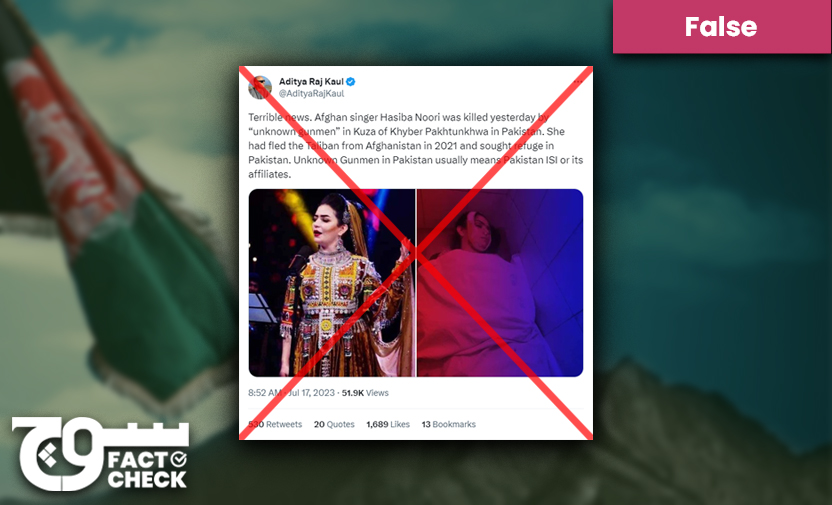 False
Aditya Raj Kaul
@AdityaRajKaul
Terrible news. Afghan singer Hasiba Noori was killed yesterday by
“unknown gunmen” in Kuza of Khyber Pakhtunkhwa in Pakistan. She
had fled the Taliban from Afghanistan in 2021 and sought refuge in
Pakistan. Unknown Gunmen in Pakistan usually means Pakistan ISI or its
affiliates.
8:52 AM · Jul 17, 2023 · 51.9K Views
530 Retweets 20 Quotes 1,689 Likes 13 Bookmarks
FACT
CHECK